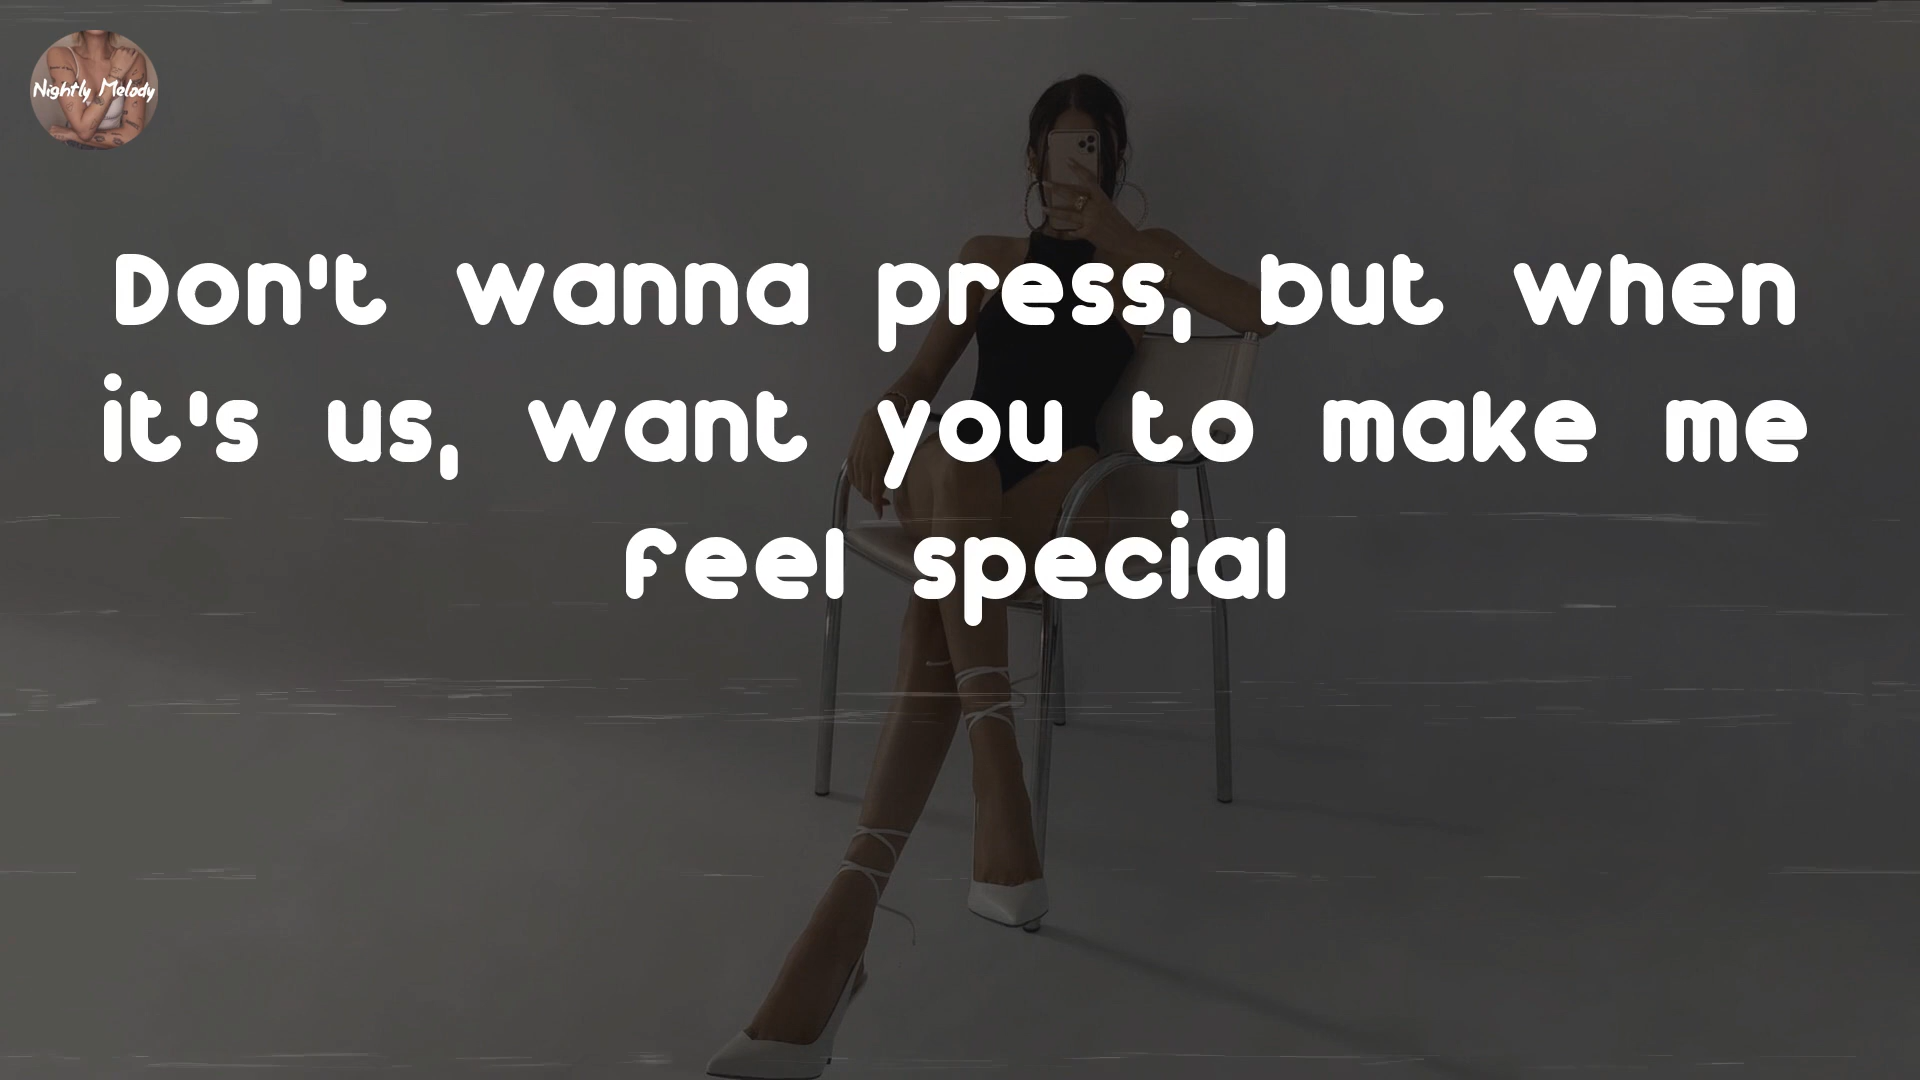 Nightly Melody
Don't wanna press, but when
it's us, want you to make me
feel special